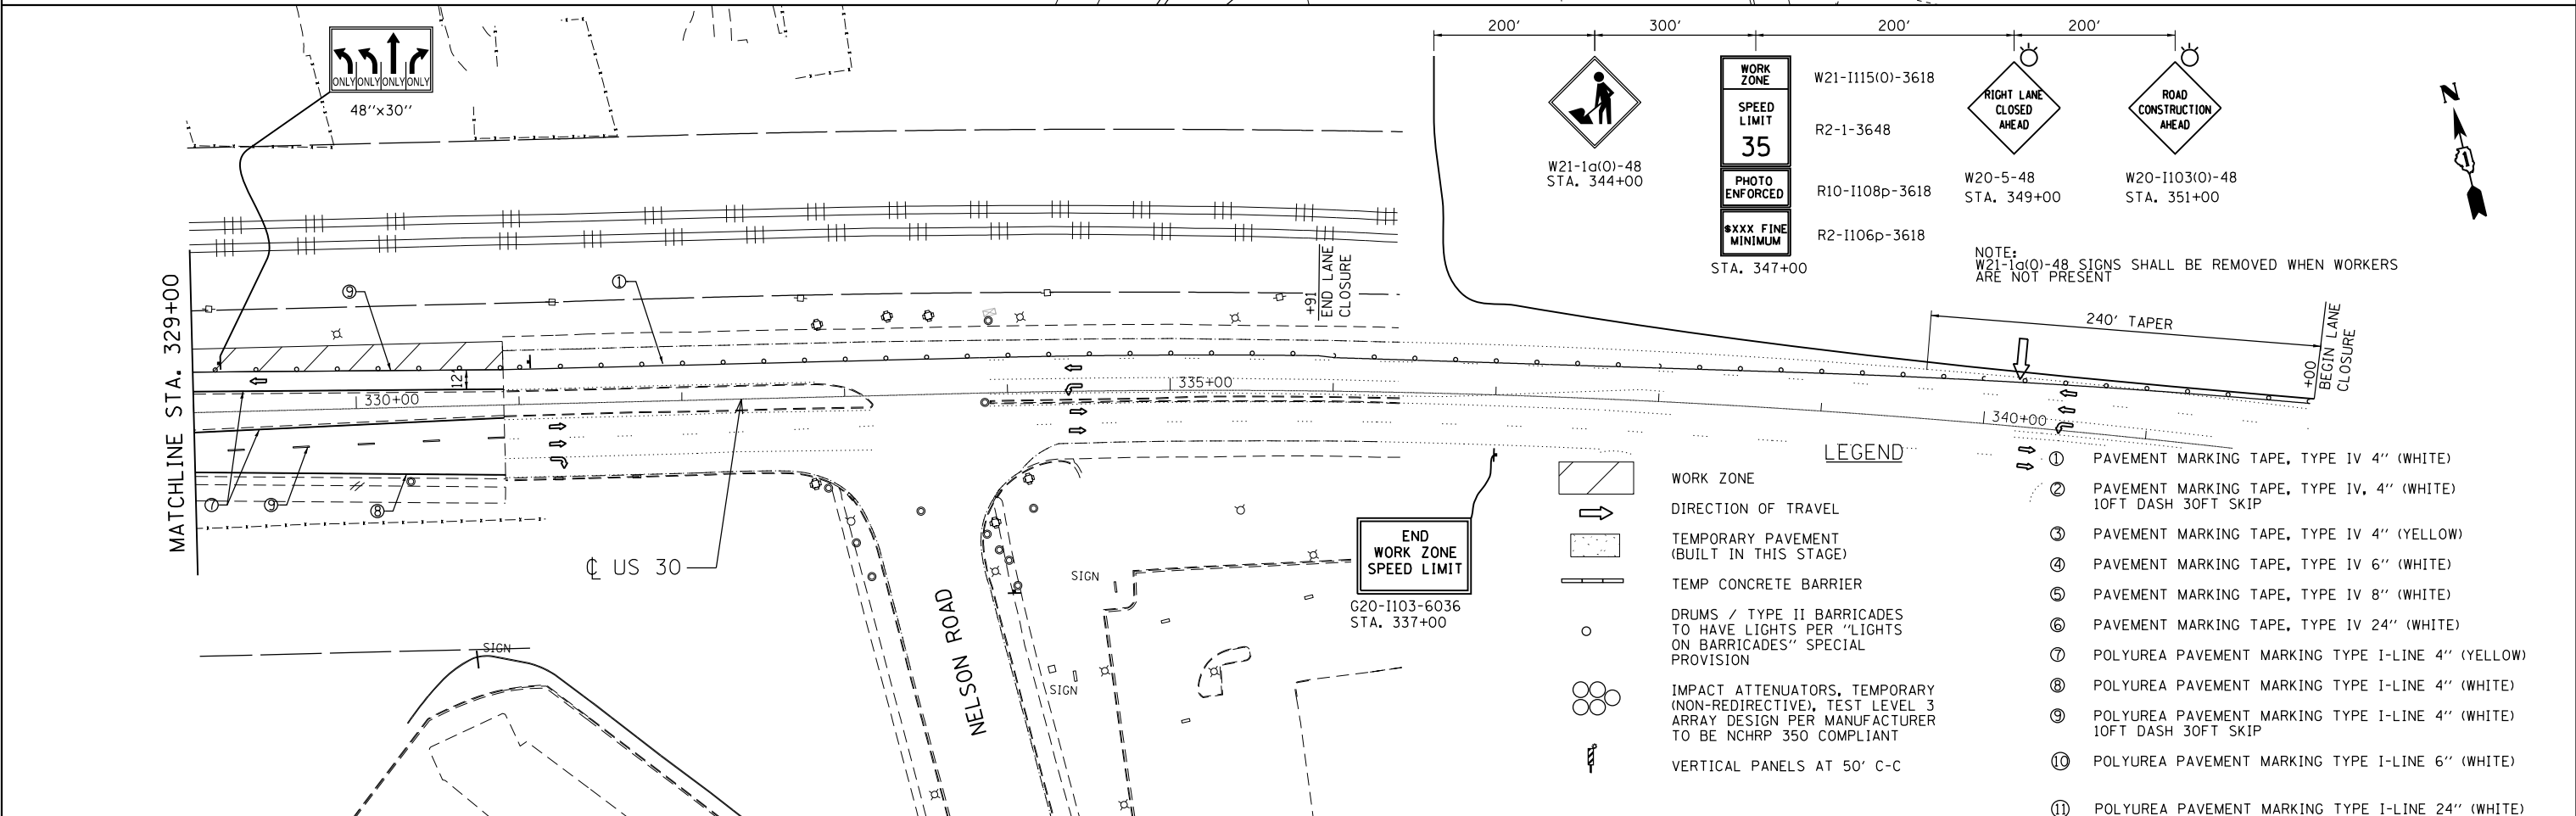 200' 300' 200' 200'
ONLY ONLY ONLY ONLY
48"x30"
W21-1a(O)-48
STA. 344+00
WORK
ZONE
SPEED
LIMIT
35
PHOTO
ENFORCED
$XXX FINE
MINIMUM
STA. 347+00
W21-I115(O)-3618
R2-1-3648
R10-I108p-3618
R2-I106p-3618
RIGHT LANE
CLOSED
AHEAD
W20-5-48
STA. 349+00
ROAD
CONSTRUCTION
AHEAD
W20-I103(O)-48
STA. 351+00
N
1
NOTE:
W21-1a(O)-48 SIGNS SHALL BE REMOVED WHEN WORKERS
ARE NOT PRESENT
MATCHLINE STA. 329+00
9
1
+91
END LANE
CLOSURE
240' TAPER
+00
BEGIN LANE
CLOSURE
12'
330+00
335+00
340+00
7
9
8
℄ US 30
NELSON ROAD
SIGN
SIGN
SIGN
END
WORK ZONE
SPEED LIMIT
G20-I103-6036
STA. 337+00
LEGEND
WORK ZONE
DIRECTION OF TRAVEL
TEMPORARY PAVEMENT
(BUILT IN THIS STAGE)
TEMP CONCRETE BARRIER
DRUMS / TYPE II BARRICADES
TO HAVE LIGHTS PER "LIGHTS
ON BARRICADES" SPECIAL
PROVISION
IMPACT ATTENUATORS, TEMPORARY
(NON-REDIRECTIVE), TEST LEVEL 3
ARRAY DESIGN PER MANUFACTURER
TO BE NCHRP 350 COMPLIANT
VERTICAL PANELS AT 50' C-C
1 PAVEMENT MARKING TAPE, TYPE IV 4" (WHITE)
2 PAVEMENT MARKING TAPE, TYPE IV, 4" (WHITE)
10FT DASH 30FT SKIP
3 PAVEMENT MARKING TAPE, TYPE IV 4" (YELLOW)
4 PAVEMENT MARKING TAPE, TYPE IV 6" (WHITE)
5 PAVEMENT MARKING TAPE, TYPE IV 8" (WHITE)
6 PAVEMENT MARKING TAPE, TYPE IV 24" (WHITE)
7 POLYUREA PAVEMENT MARKING TYPE I-LINE 4" (YELLOW)
8 POLYUREA PAVEMENT MARKING TYPE I-LINE 4" (WHITE)
9 POLYUREA PAVEMENT MARKING TYPE I-LINE 4" (WHITE)
10FT DASH 30FT SKIP
10 POLYUREA PAVEMENT MARKING TYPE I-LINE 6" (WHITE)
11 POLYUREA PAVEMENT MARKING TYPE I-LINE 24" (WHITE)